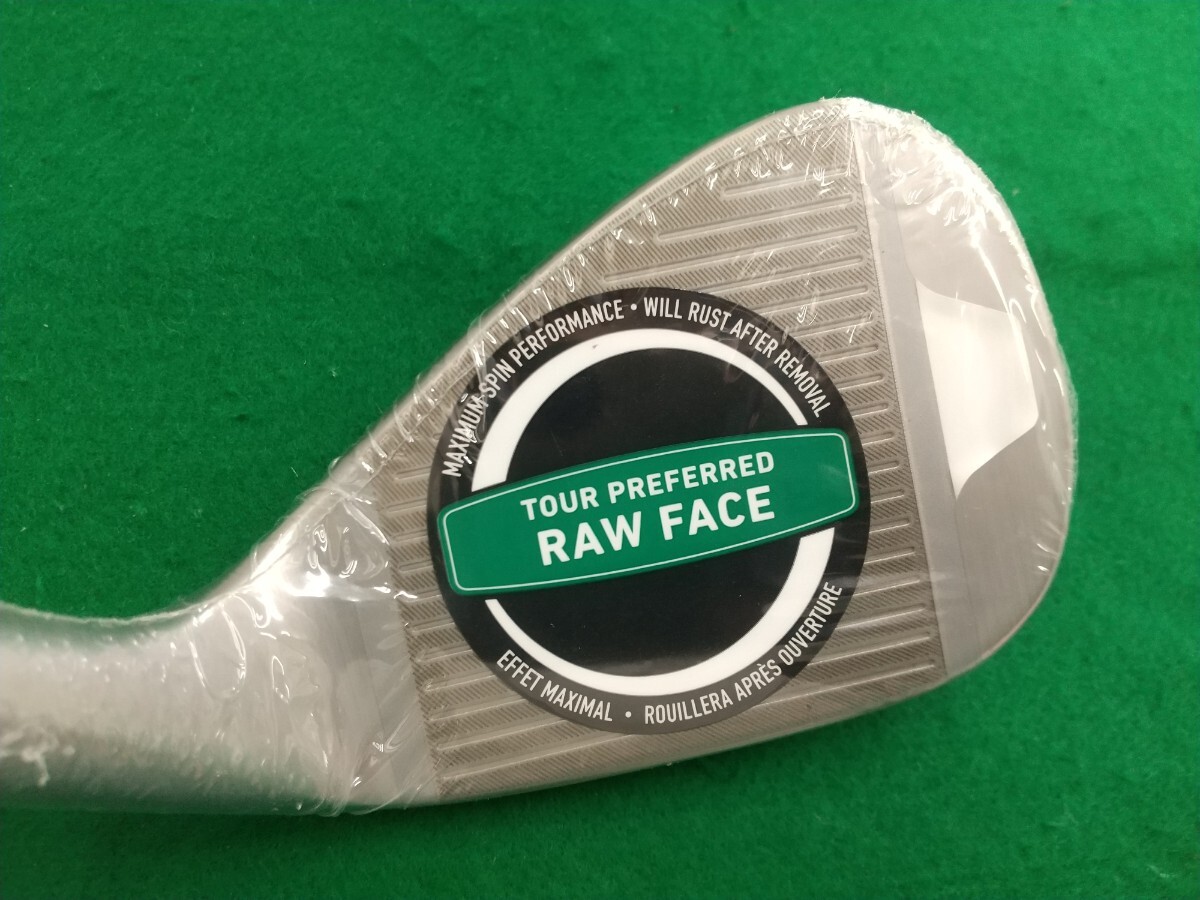 MAXIMUM SPIN PERFORMANCE • WILL RUST AFTER REMOVAL
TOUR PREFERRED
RAW FACE
EFFET MAXIMAL • ROUILLERA APRÈS OUVERTURE